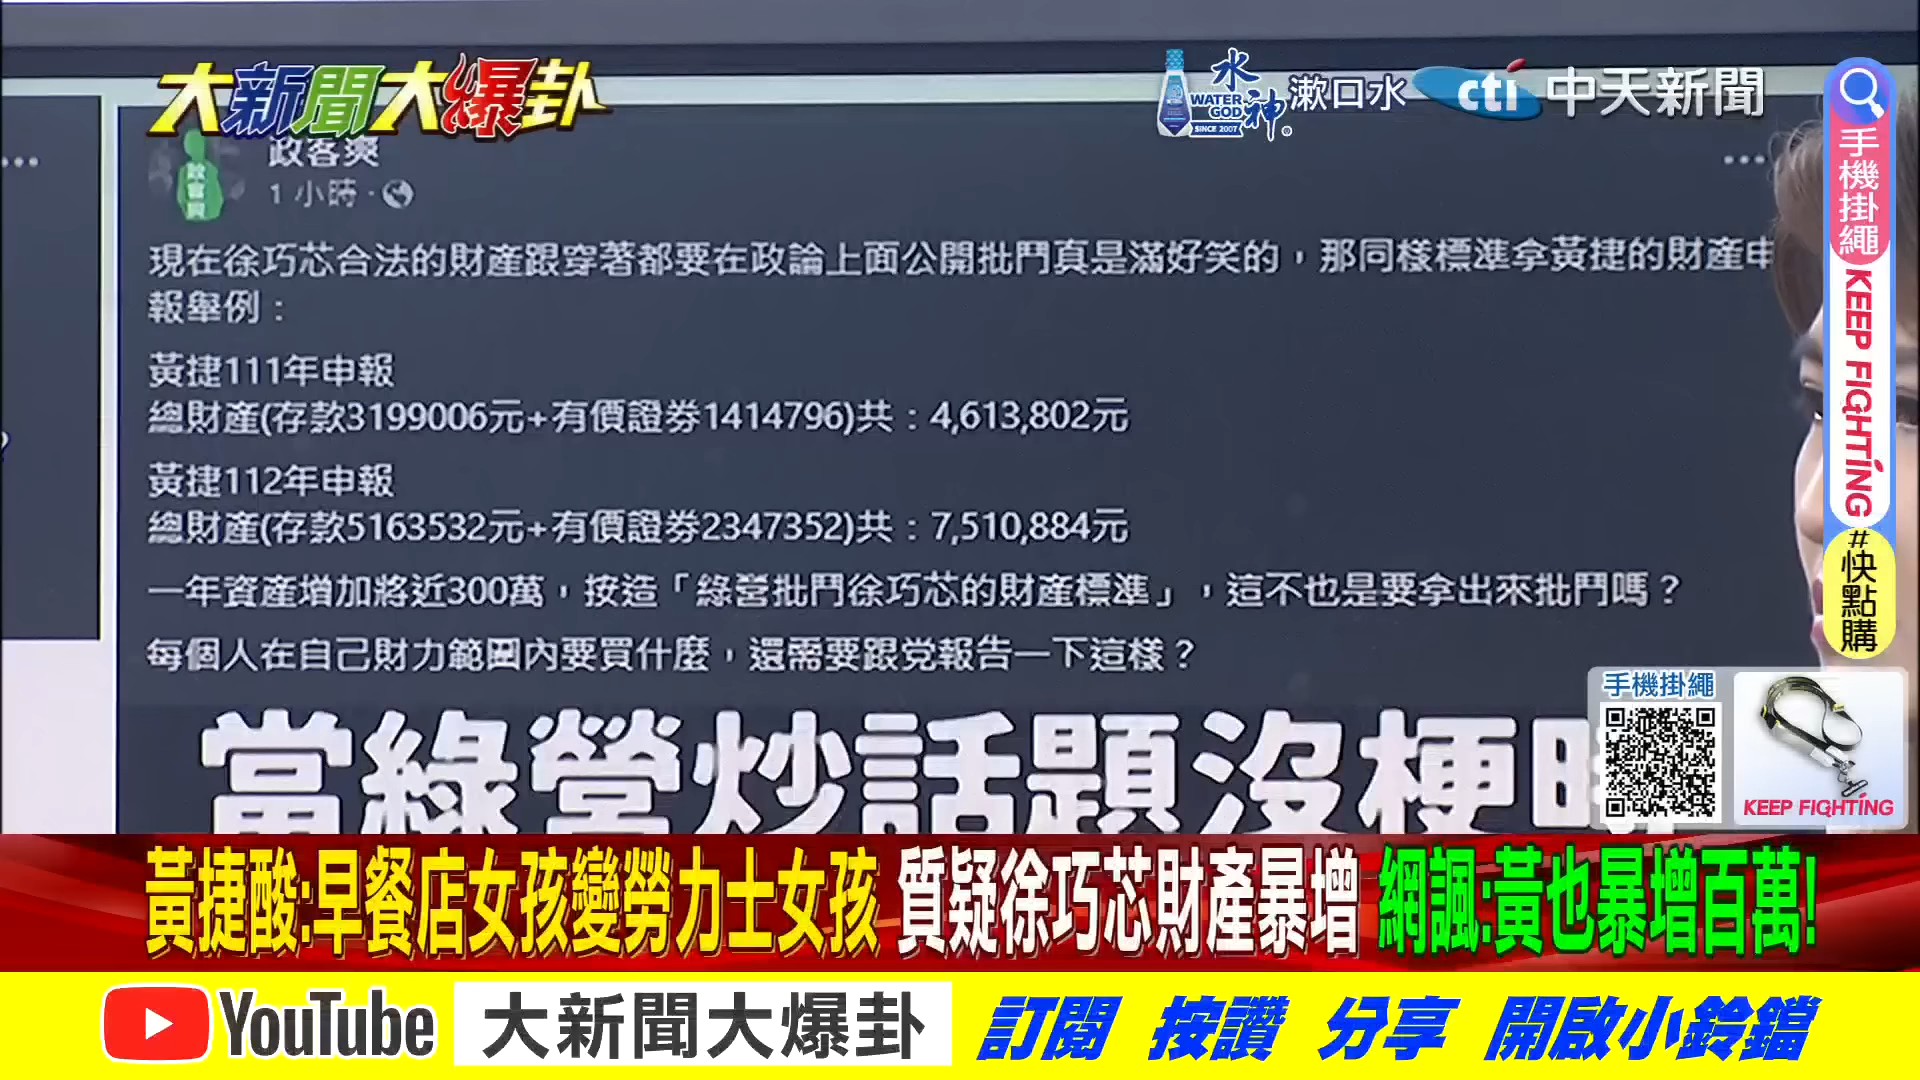 大新聞大爆卦
水神
WATER GOD
SINCE 2007
漱口水
cti 中天新聞
政客爽
1 小時
現在徐巧芯合法的財產跟穿著都要在政論上面公開批鬥真是滿好笑的，那同樣標準拿黃捷的財產申
報舉例：
黃捷111年申報
總財產(存款3199006元+有價證券1414796)共：4,613,802元
黃捷112年申報
總財產(存款5163532元+有價證券2347352)共：7,510,884元
一年資產增加將近300萬，按造「綠營批鬥徐巧芯的財產標準」，這不也是要拿出來批鬥嗎？
每個人在自己財力範圍內要買什麼，還需要跟党報告一下這樣？
當綠營炒話題沒梗時
手機掛繩
KEEP FIGHTING
#快點購
手機掛繩
KEEP FIGHTING
黃捷酸:早餐店女孩變勞力士女孩 質疑徐巧芯財產暴增 網諷:黃也暴增百萬!
YouTube 大新聞大爆卦 訂閱 按讚 分享 開啟小鈴鐺